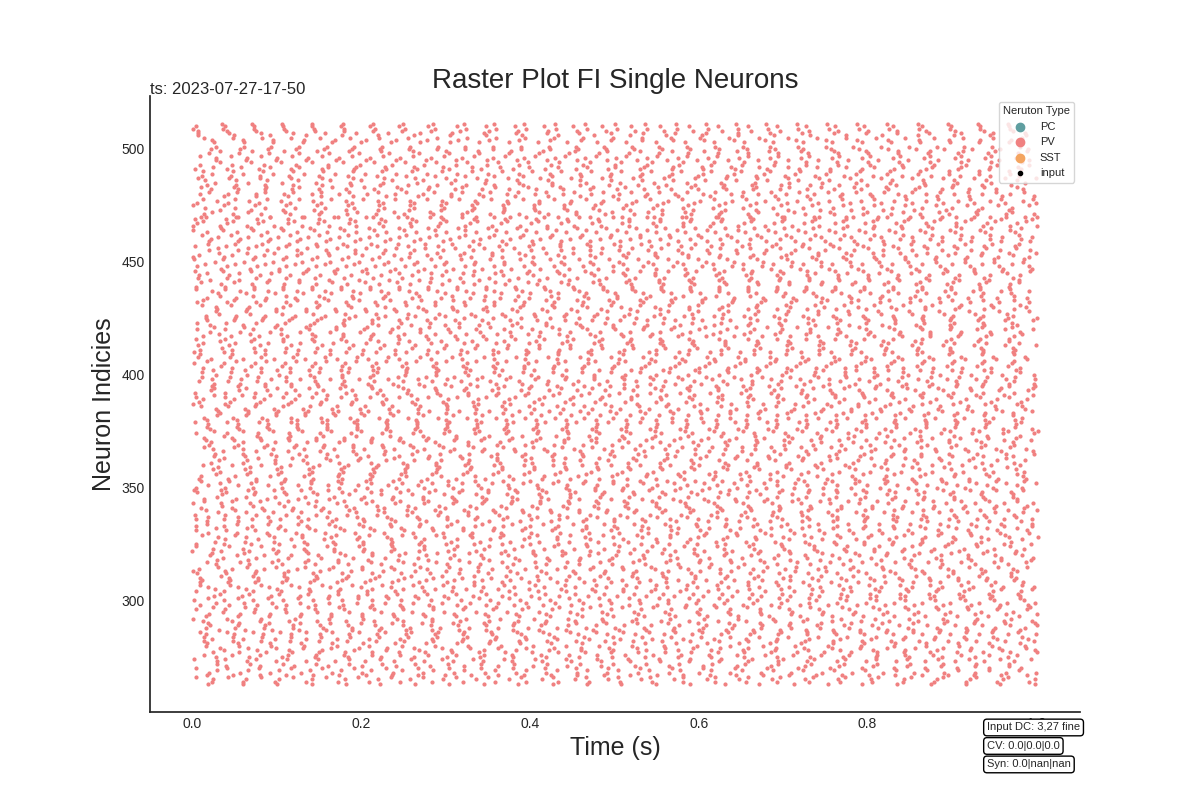 Raster Plot FI Single Neurons
ts: 2023-07-27-17-50
Neruton Type
PC
PV
SST
input
500
450
400
350
300
Neuron Indicies
0.0 0.2 0.4 0.6 0.8
Time (s)
Input DC: 3,27 fine
CV: 0.0|0.0|0.0
Syn: 0.0|nan|nan